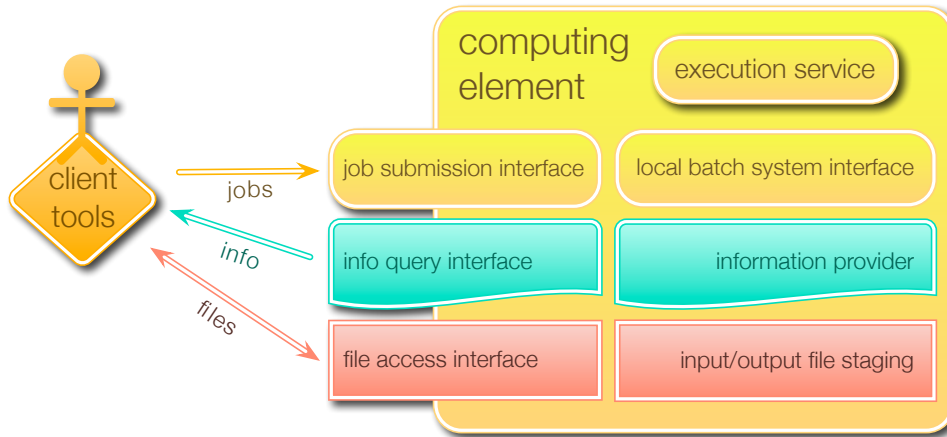 computing
element
execution service
client
tools
jobs
job submission interface
local batch system interface
info
info query interface
information provider
files
file access interface
input/output file staging